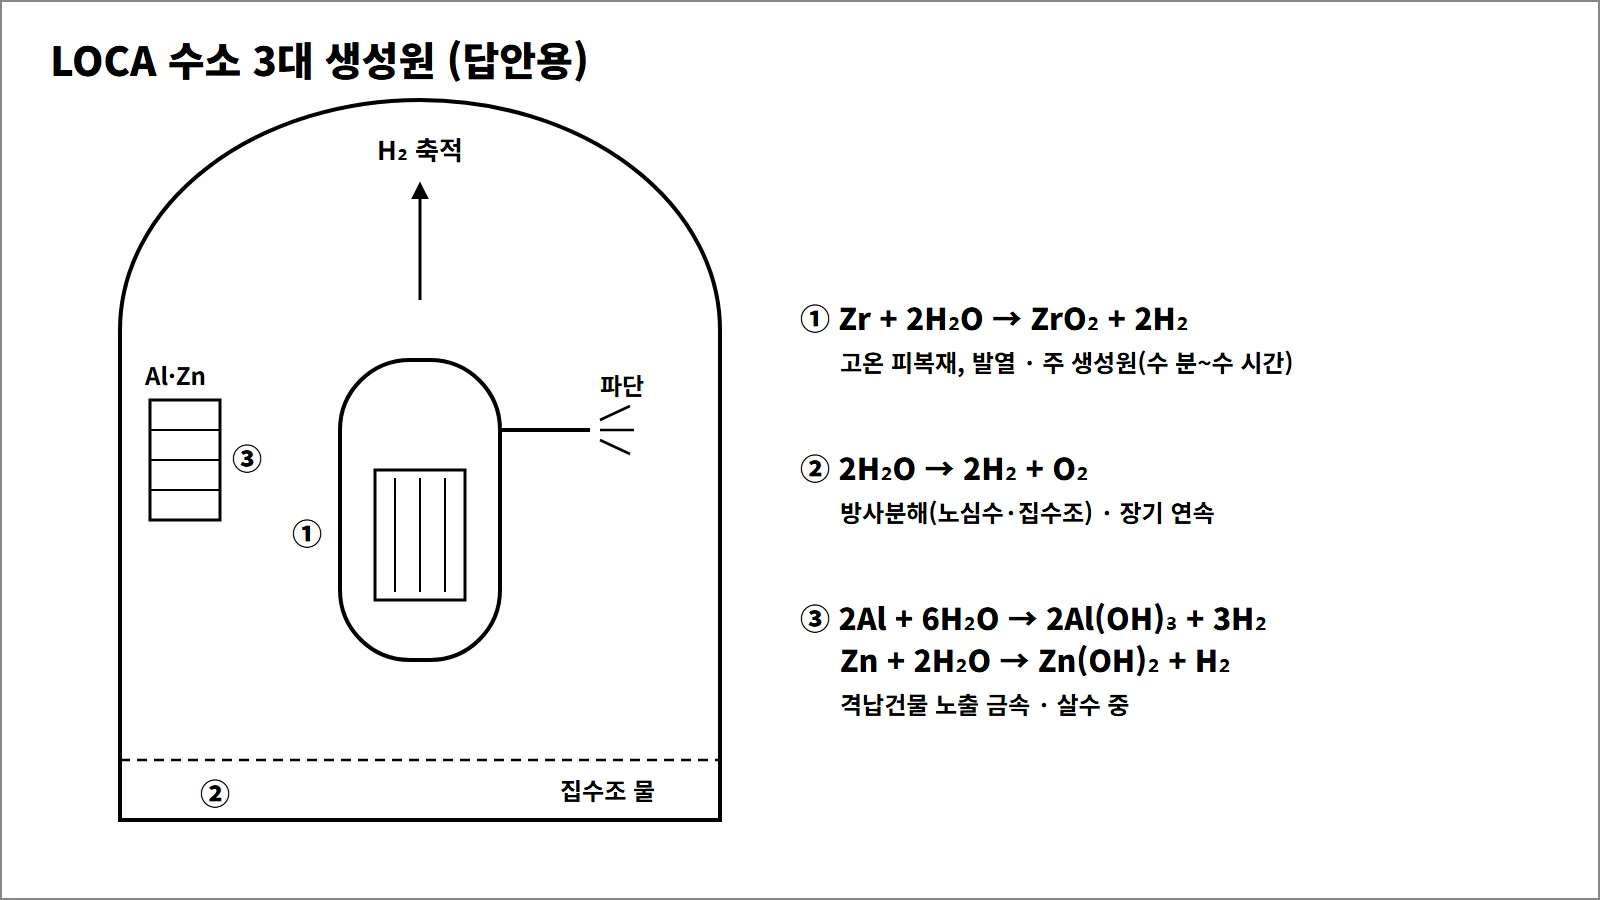 LOCA 수소 3대 생성원 (답안용)
H₂ 축적
Al·Zn
③
①
파단
②
집수조 물
① Zr + 2H₂O → ZrO₂ + 2H₂
고온 피복재, 발열 · 주 생성원(수 분~수 시간)
② 2H₂O → 2H₂ + O₂
방사분해(노심수·집수조) · 장기 연속
③ 2Al + 6H₂O → 2Al(OH)₃ + 3H₂
Zn + 2H₂O → Zn(OH)₂ + H₂
격납건물 노출 금속 · 살수 중